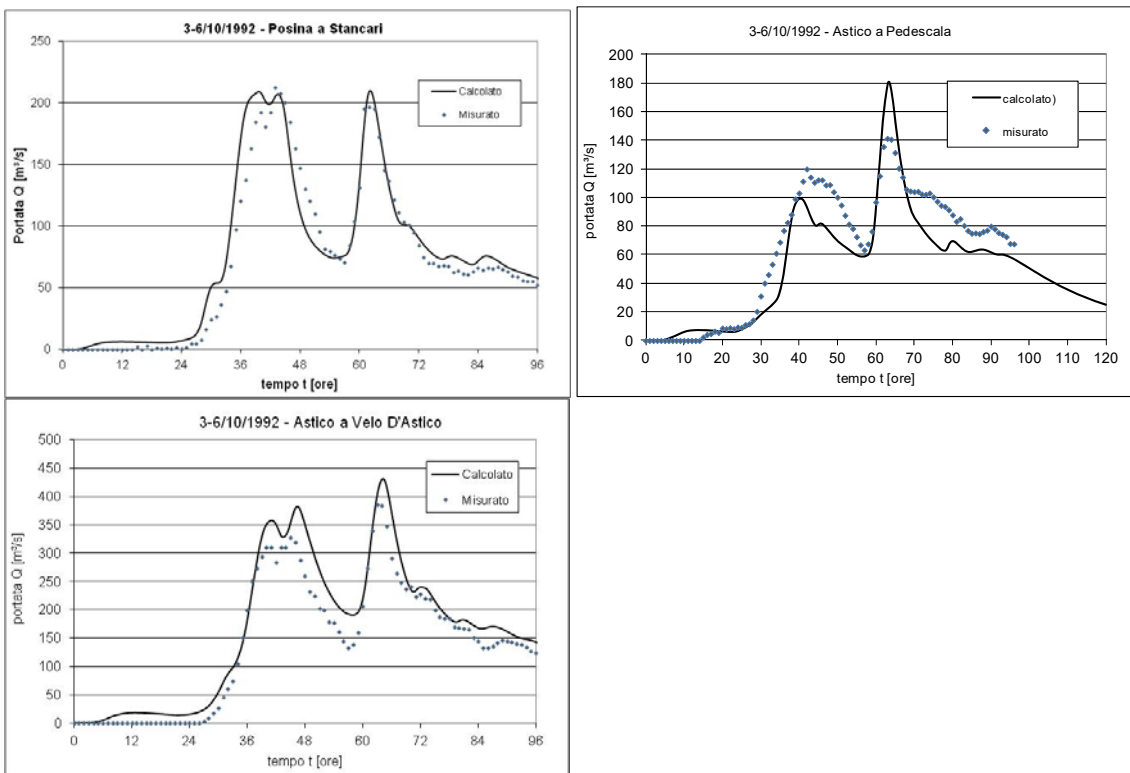 3-6/10/1992 - Posina a Stancari
Portata Q [m³/s]
250
200
150
100
50
0
0 12 24 36 48 60 72 84 96
tempo t [ore]
Calcolato
Misurato
3-6/10/1992 - Astico a Pedescala
portata Q [m³/s]
200
180
160
140
120
100
80
60
40
20
0
0 10 20 30 40 50 60 70 80 90 100 110 120
tempo t [ore]
calcolato)
misurato
3-6/10/1992 - Astico a Velo D'Astico
portata Q [m³/s]
500
450
400
350
300
250
200
150
100
50
0
0 12 24 36 48 60 72 84 96
tempo t [ore]
Calcolato
Misurato